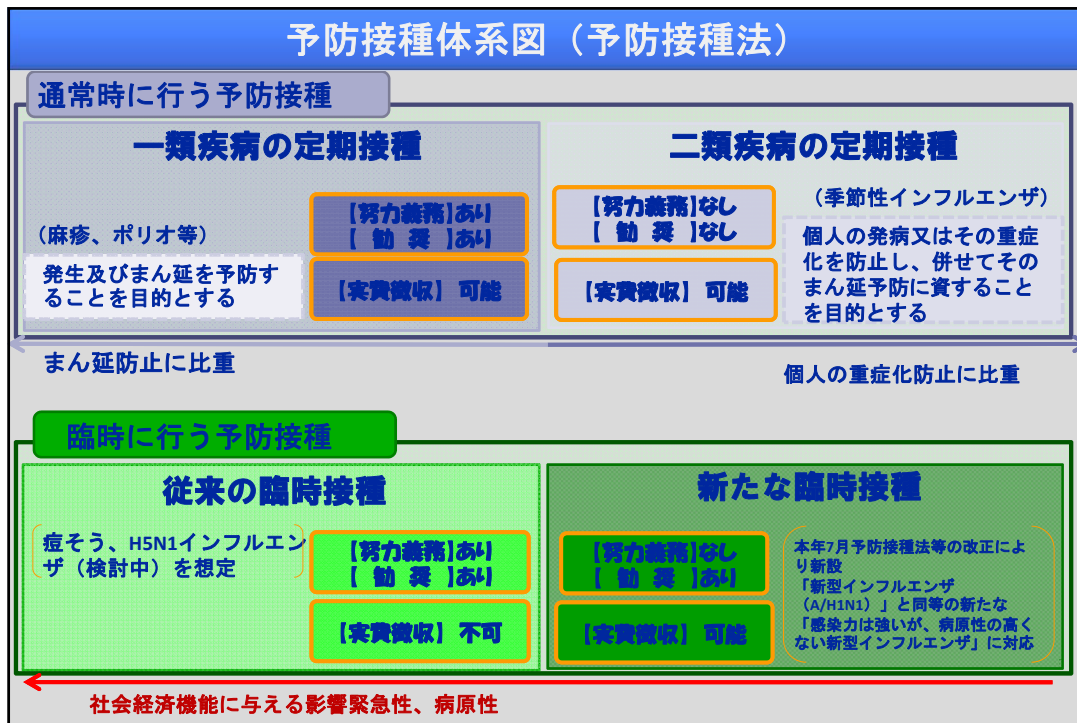 予防接種体系図（予防接種法）
通常時に行う予防接種
一類疾病の定期接種
（麻疹、ポリオ等）
発生及びまん延を予防す
ることを目的とする
【努力義務】あり
【 勧 奨 】あり
【実費徴収】 可能
二類疾病の定期接種
【努力義務】なし
【 勧 奨 】なし
【実費徴収】 可能
（季節性インフルエンザ）
個人の発病又はその重症
化を防止し、併せてその
まん延予防に資すること
を目的とする
まん延防止に比重
個人の重症化防止に比重
臨時に行う予防接種
従来の臨時接種
痘そう、H5N1インフルエン
ザ（検討中）を想定
【努力義務】あり
【 勧 奨 】あり
【実費徴収】 不可
新たな臨時接種
【努力義務】なし
【 勧 奨 】あり
【実費徴収】 可能
本年7月予防接種法等の改正によ
り新設
「新型インフルエンザ
（A/H1N1）」と同等の新たな
「感染力は強いが、病原性の高く
ない新型インフルエンザ」に対応
社会経済機能に与える影響緊急性、病原性